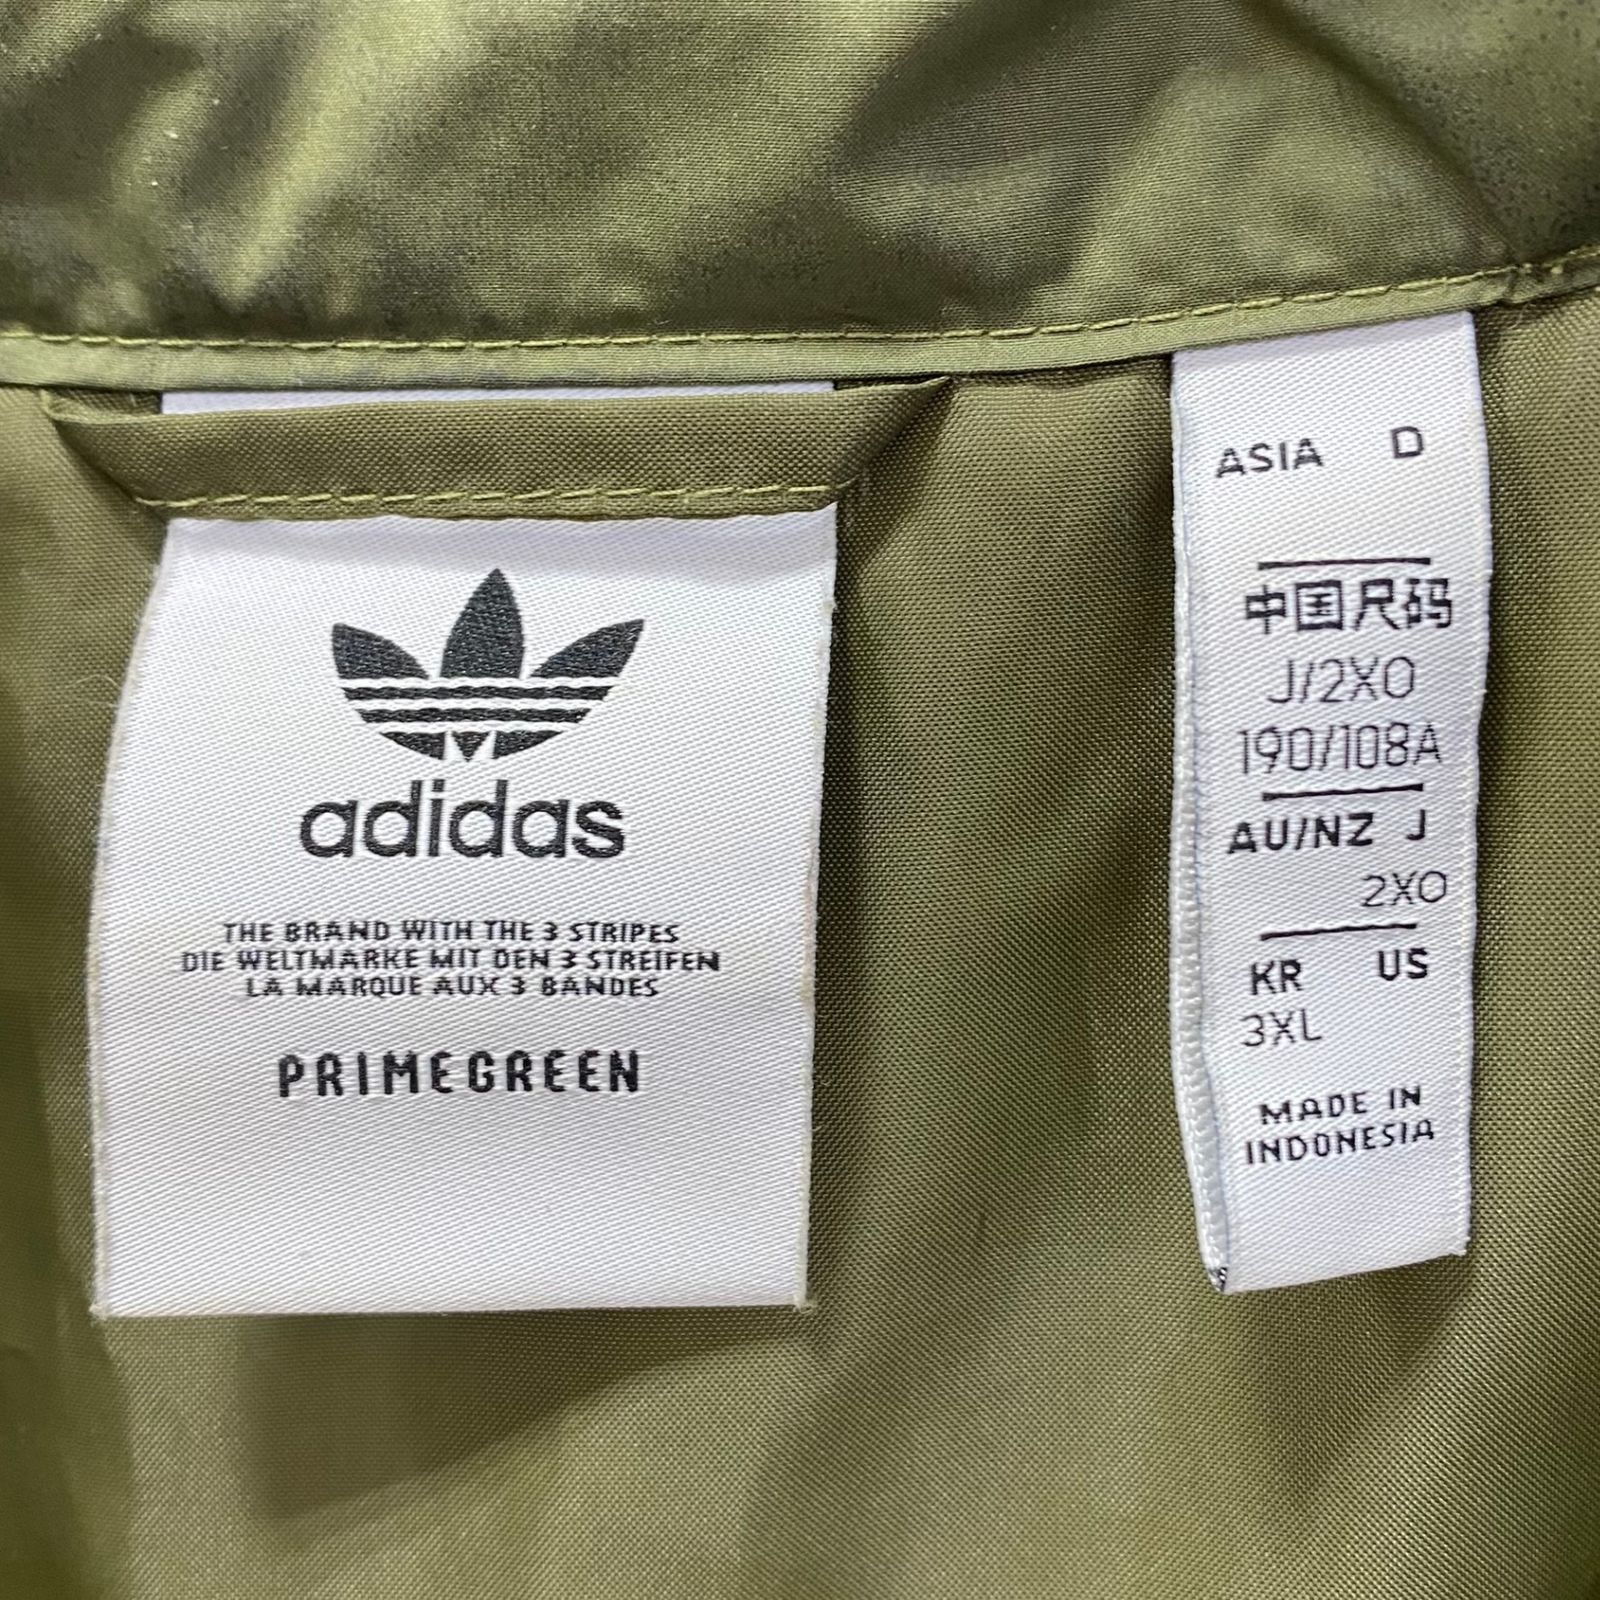 adidas
THE BRAND WITH THE 3 STRIPES
DIE WELTMARKE MIT DEN 3 STREIFEN
LA MARQUE AUX 3 BANDES
PRIMEGREEN
ASIA D
中国尺码
J/2XO
190/108A
AU/NZ J
2XO
KR US
3XL
MADE IN
INDONESIA